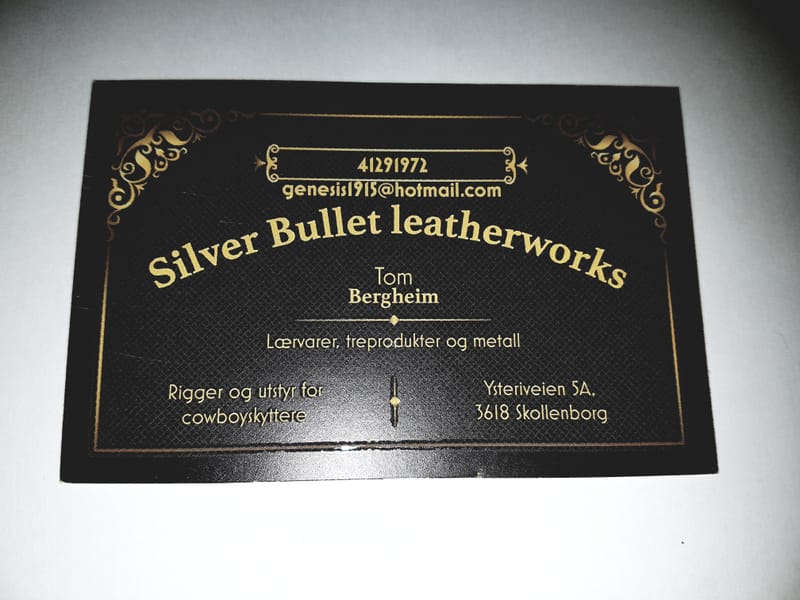 41291972
genesis1915@hotmail.com
Silver Bullet leatherworks
Tom
Bergheim
Lærvarer, treprodukter og metall
Rigger og utstyr for
cowboyskyttere
Ysteriveien 5A,
3618 Skollenborg